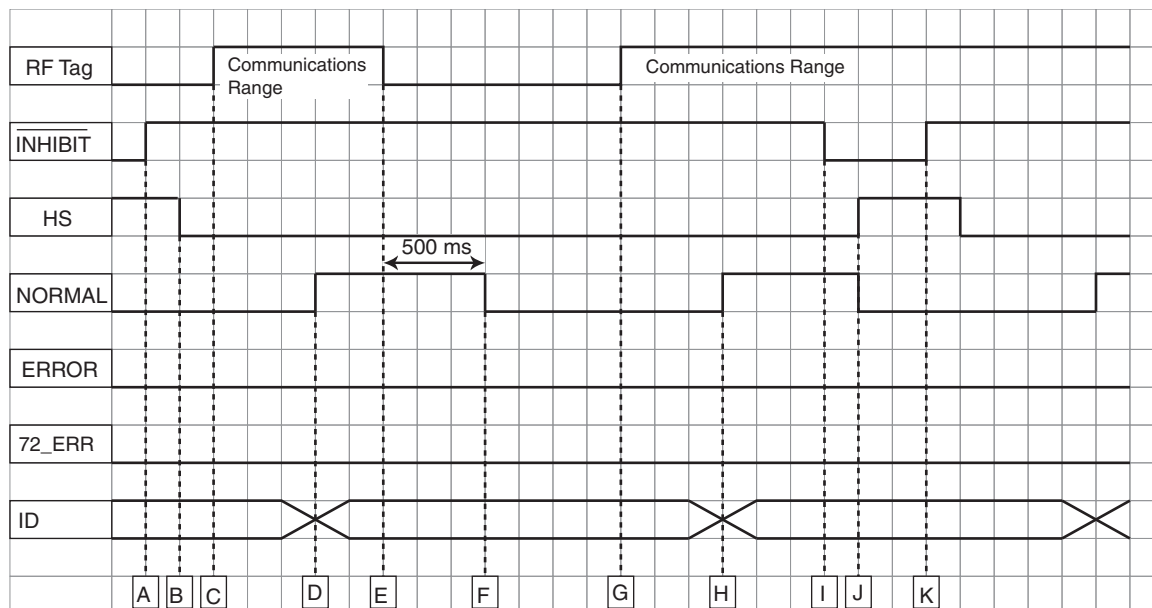 RF Tag
Communications
Range
Communications Range
INHIBIT
HS
500 ms
NORMAL
ERROR
72_ERR
ID
A
B
C
D
E
F
G
H
I
J
K